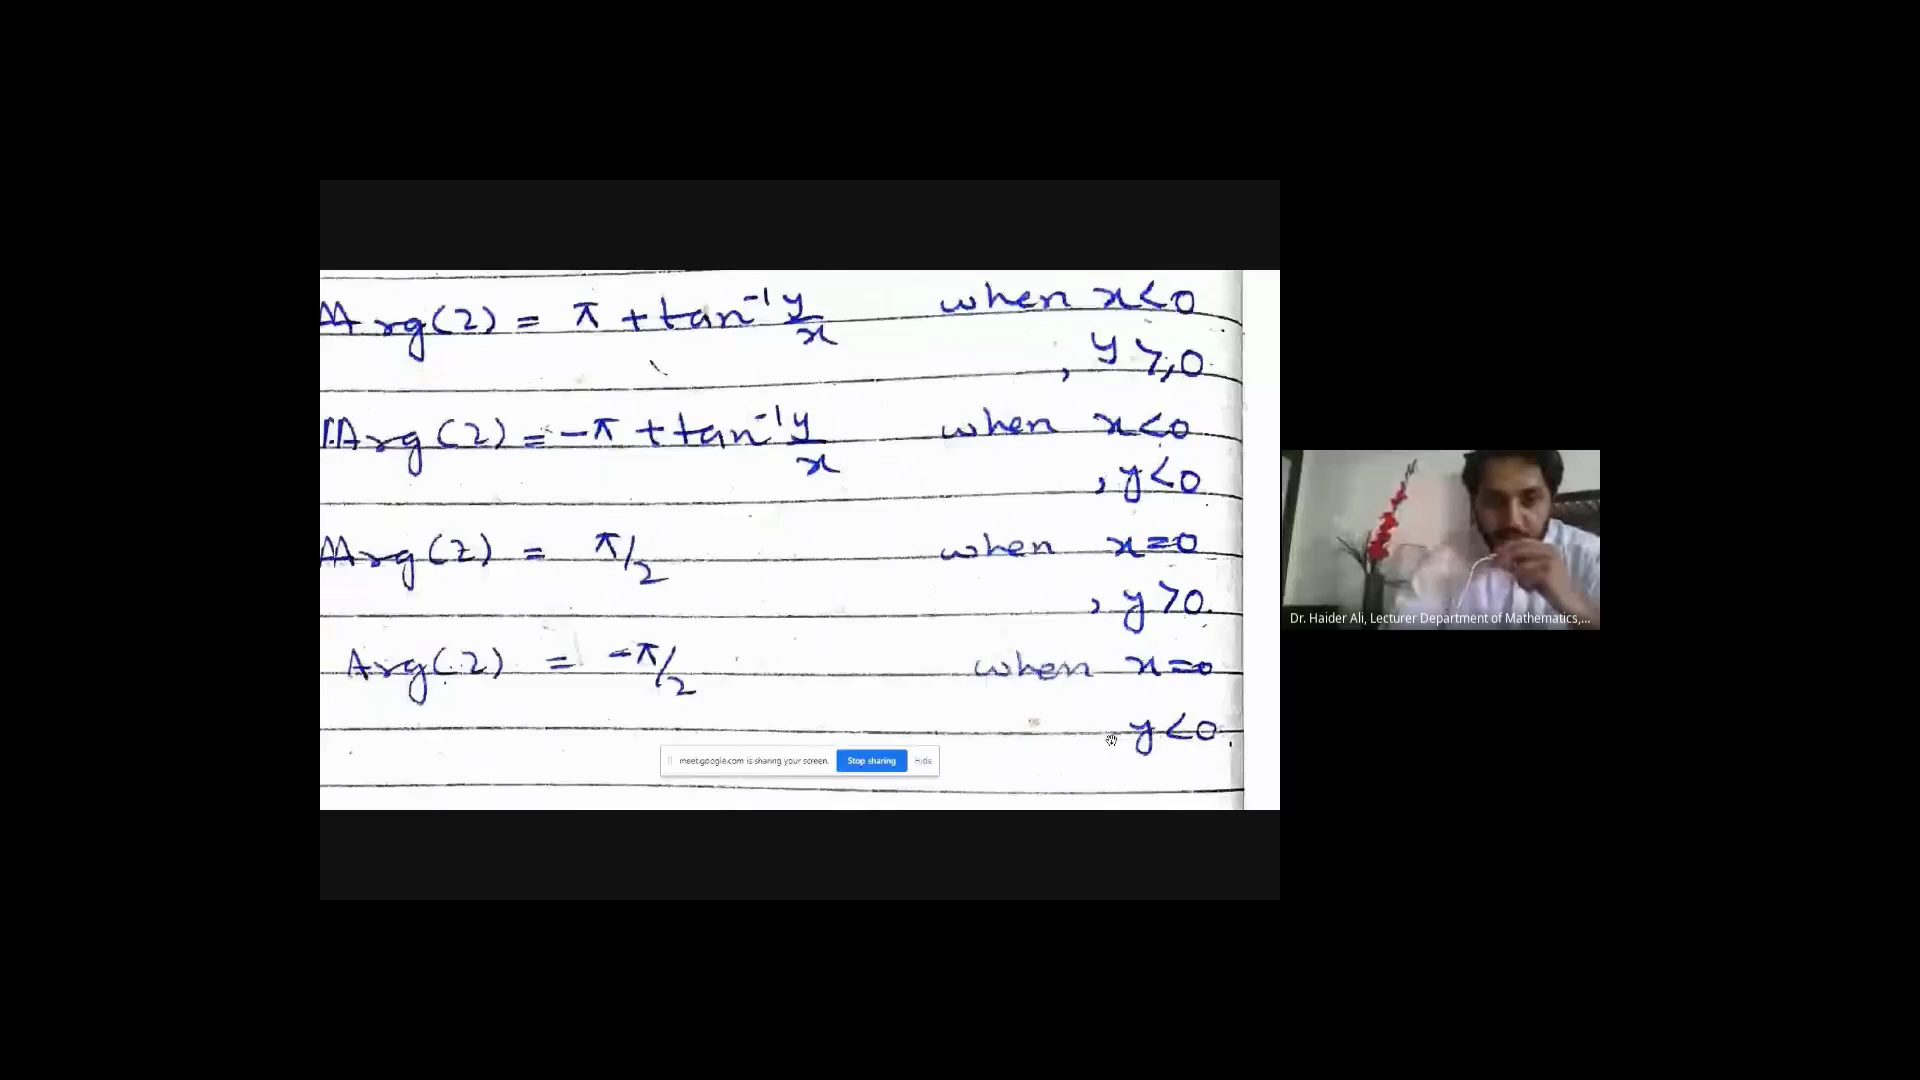 Arg(z) = π + tan⁻¹ y/x when x<0
, y ≥ 0
Arg(z) = -π + tan⁻¹ y/x when x<0
, y<0
Arg(z) = π/2 when x=0
, y>0.
Arg(z) = -π/2 when x=0
y<0.
meet.google.com is sharing your screen. Stop sharing Hide
Dr. Haider Ali, Lecturer Department of Mathematics,...